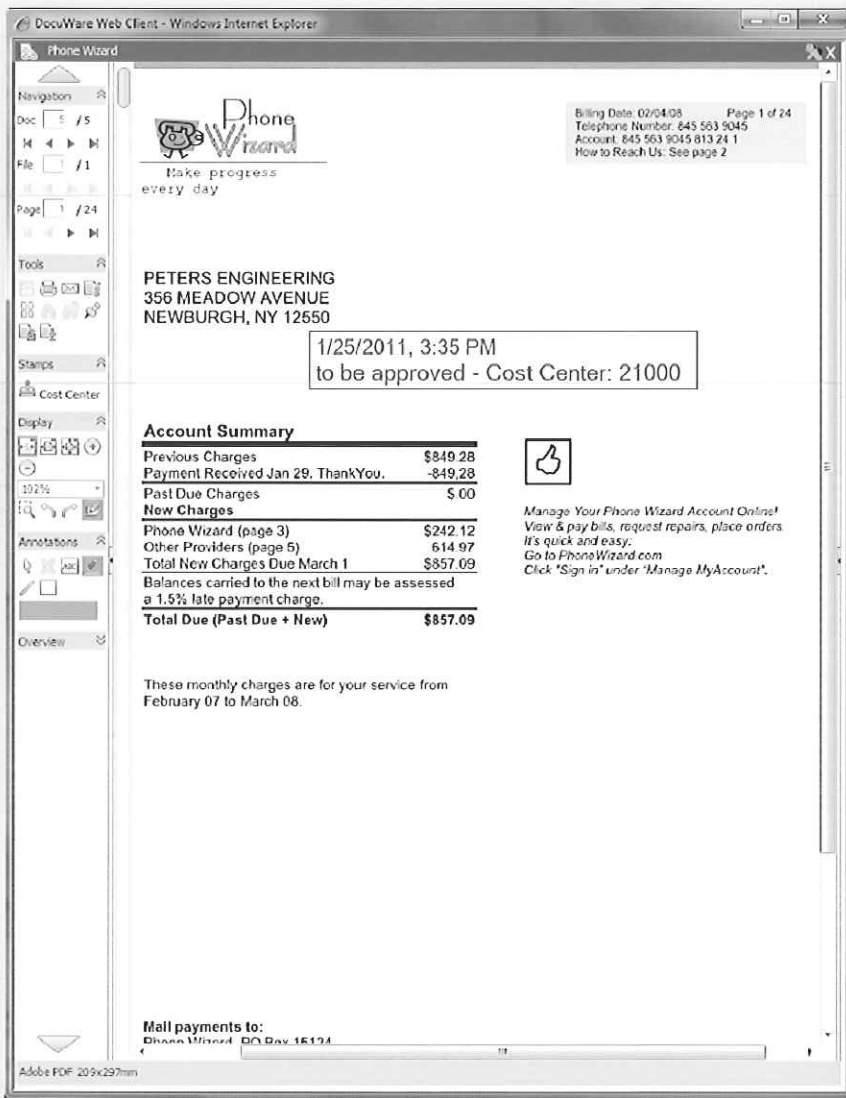 DocuWare Web Client - Windows Internet Explorer
Phone Wizard
Navigation
Doc 5 /5
File 1 /1
Page 1 /24
Tools
Stamps
Cost Center
Display
102%
Annotations
ABC
Overview
Phone
Wizard
Make progress
every day
Billing Date: 02/04/08 Page 1 of 24
Telephone Number: 845 563 9045
Account: 845 563 9045 813 24 1
How to Reach Us: See page 2
PETERS ENGINEERING
356 MEADOW AVENUE
NEWBURGH, NY 12550
1/25/2011, 3:35 PM
to be approved - Cost Center: 21000
Account Summary
Previous Charges $849.28
Payment Received Jan 29. ThankYou. -849,28
Past Due Charges $.00
New Charges
Phone Wizard (page 3) $242.12
Other Providers (page 5) 614.97
Total New Charges Due March 1 $857.09
Balances carried to the next bill may be assessed
a 1.5% late payment charge.
Total Due (Past Due + New) $857.09
Manage Your Phone Wizard Account Online!
View & pay bills, request repairs, place orders.
It's quick and easy:
Go to PhoneWizard.com
Click "Sign in" under "Manage MyAccount".
These monthly charges are for your service from
February 07 to March 08.
Mail payments to:
Phone Wizard, PO Box 15124
Adobe PDF 209x297mm